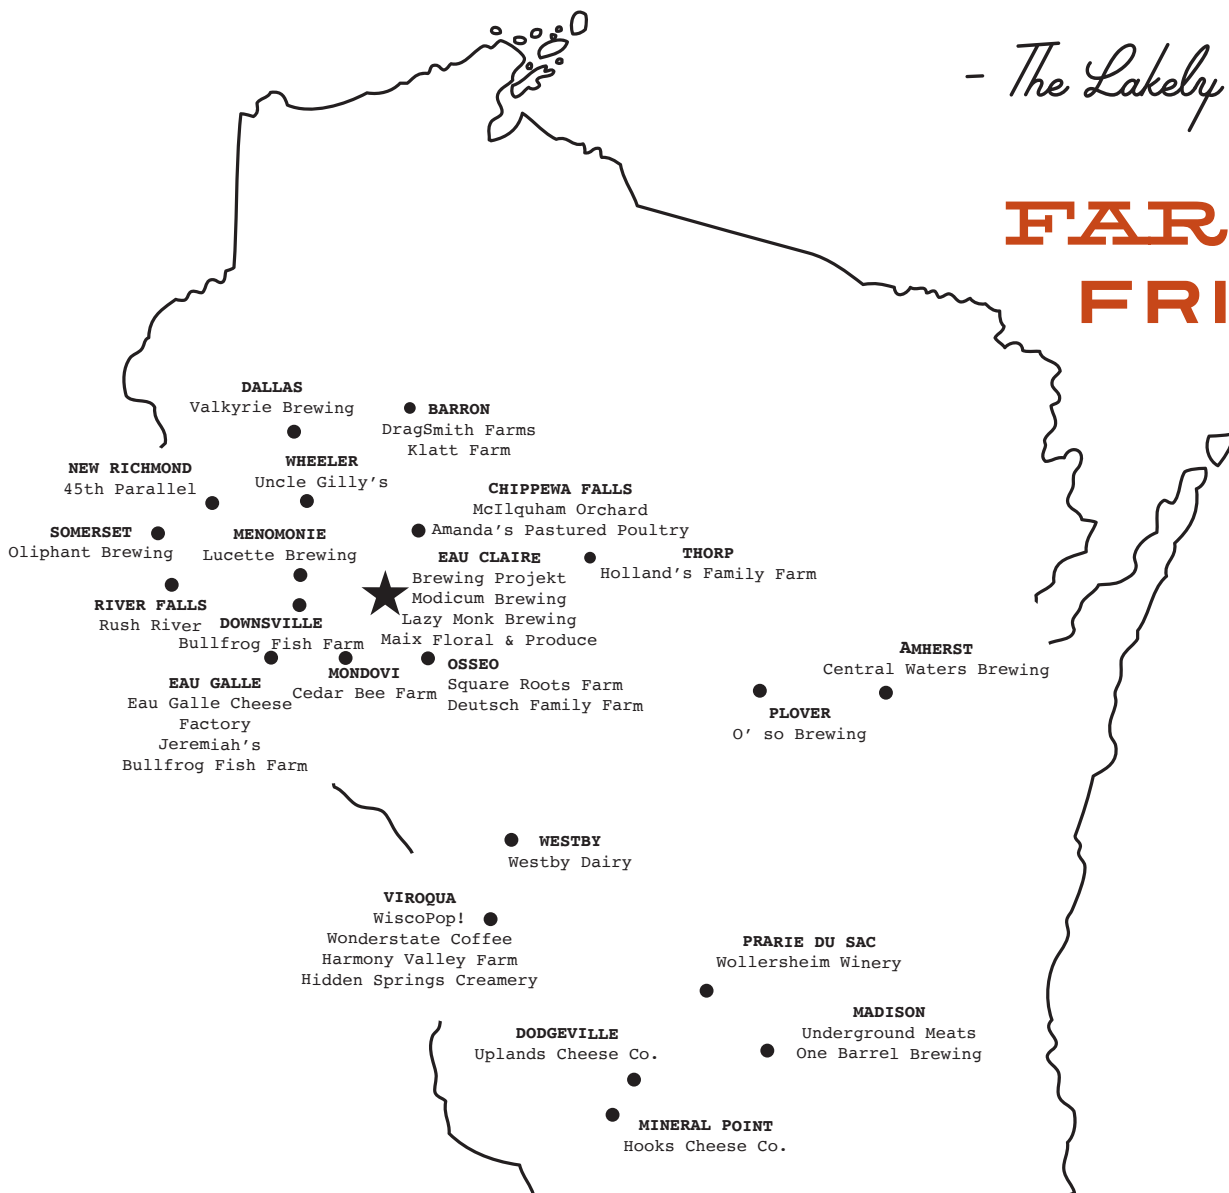 - The Lakely
FAR
FRI
DALLAS
Valkyrie Brewing
BARRON
DragSmith Farms
Klatt Farm
NEW RICHMOND
45th Parallel
WHEELER
Uncle Gilly's
CHIPPEWA FALLS
McIlquham Orchard
Amanda's Pastured Poultry
SOMERSET
Oliphant Brewing
MENOMONIE
Lucette Brewing
EAU CLAIRE
Brewing Projekt
Modicum Brewing
Lazy Monk Brewing
Maix Floral & Produce
THORP
Holland's Family Farm
RIVER FALLS
Rush River
DOWNSVILLE
Bullfrog Fish Farm
EAU GALLE
Eau Galle Cheese
Factory
Jeremiah's
Bullfrog Fish Farm
MONDOVI
Cedar Bee Farm
OSSEO
Square Roots Farm
Deutsch Family Farm
AMHERST
Central Waters Brewing
PLOVER
O' so Brewing
WESTBY
Westby Dairy
VIROQUA
WiscoPop!
Wonderstate Coffee
Harmony Valley Farm
Hidden Springs Creamery
PRARIE DU SAC
Wollersheim Winery
MADISON
Underground Meats
One Barrel Brewing
DODGEVILLE
Uplands Cheese Co.
MINERAL POINT
Hooks Cheese Co.